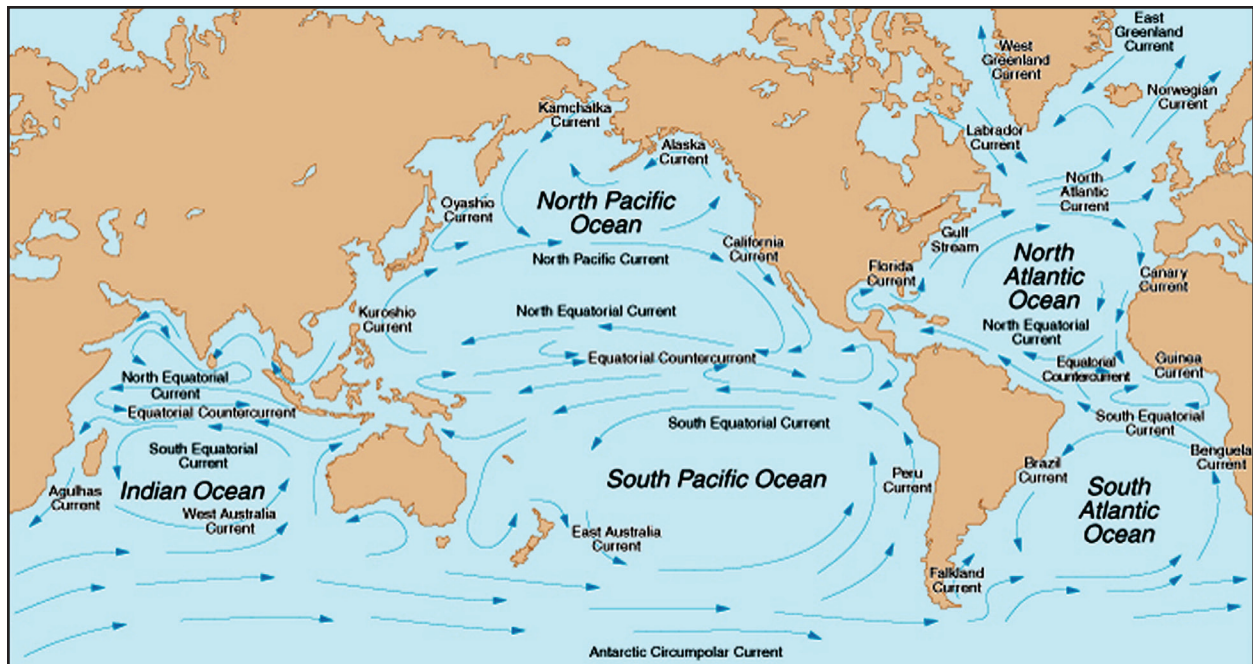 East
Greenland
Current
West
Greenland
Current
Norwegian
Current
Kamchatka
Current
Labrador
Current
Alaska
Current
North
Atlantic
Current
Oyashio
Current
North Pacific
Ocean
Gulf
Stream
California
Current
North Pacific Current
North
Atlantic
Ocean
Florida
Current
Canary
Current
Kuroshio
Current
North Equatorial Current
North Equatorial
Current
Equatorial Countercurrent
Equatorial
Countercurrent
Guinea
Current
North Equatorial
Current
Equatorial Countercurrent
South Equatorial Current
South Equatorial
Current
South Equatorial
Current
Benguela
Current
Brazil
Current
South Pacific Ocean
Peru
Current
Indian Ocean
Agulhas
Current
South
Atlantic
Ocean
West Australia
Current
East Australia
Current
Falkland
Current
Antarctic Circumpolar Current